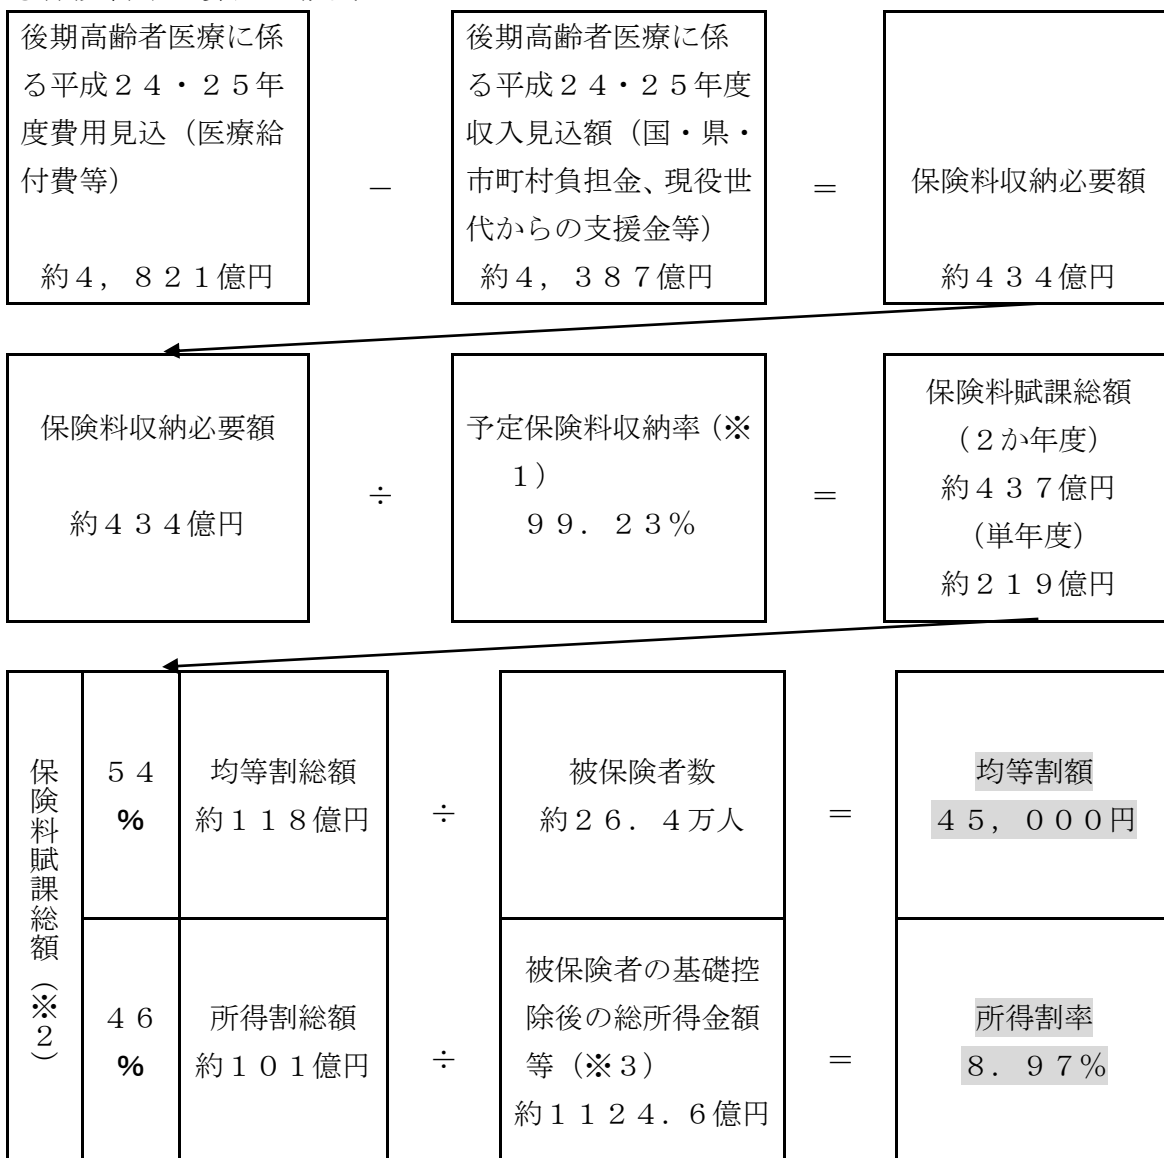 後期高齢者医療に係
る平成２４・２５年
度費用見込（医療給
付費等）
約４，８２１億円
－
後期高齢者医療に係
る平成２４・２５年度
収入見込額（国・県・
市町村負担金、現役世
代からの支援金等）
約４，３８７億円
＝
保険料収納必要額
約４３４億円
保険料収納必要額
約４３４億円
÷
予定保険料収納率（※
１）
９９．２３％
＝
保険料賦課総額
（２か年度）
約４３７億円
（単年度）
約２１９億円
保険料賦課総額（※２）
５４
%
均等割総額
約１１８億円
÷
被保険者数
約２６．４万人
＝
均等割額
４５，０００円
４６
%
所得割総額
約１０１億円
÷
被保険者の基礎控
除後の総所得金額
等（※３）
約１１２４．６億円
＝
所得割率
８．９７％